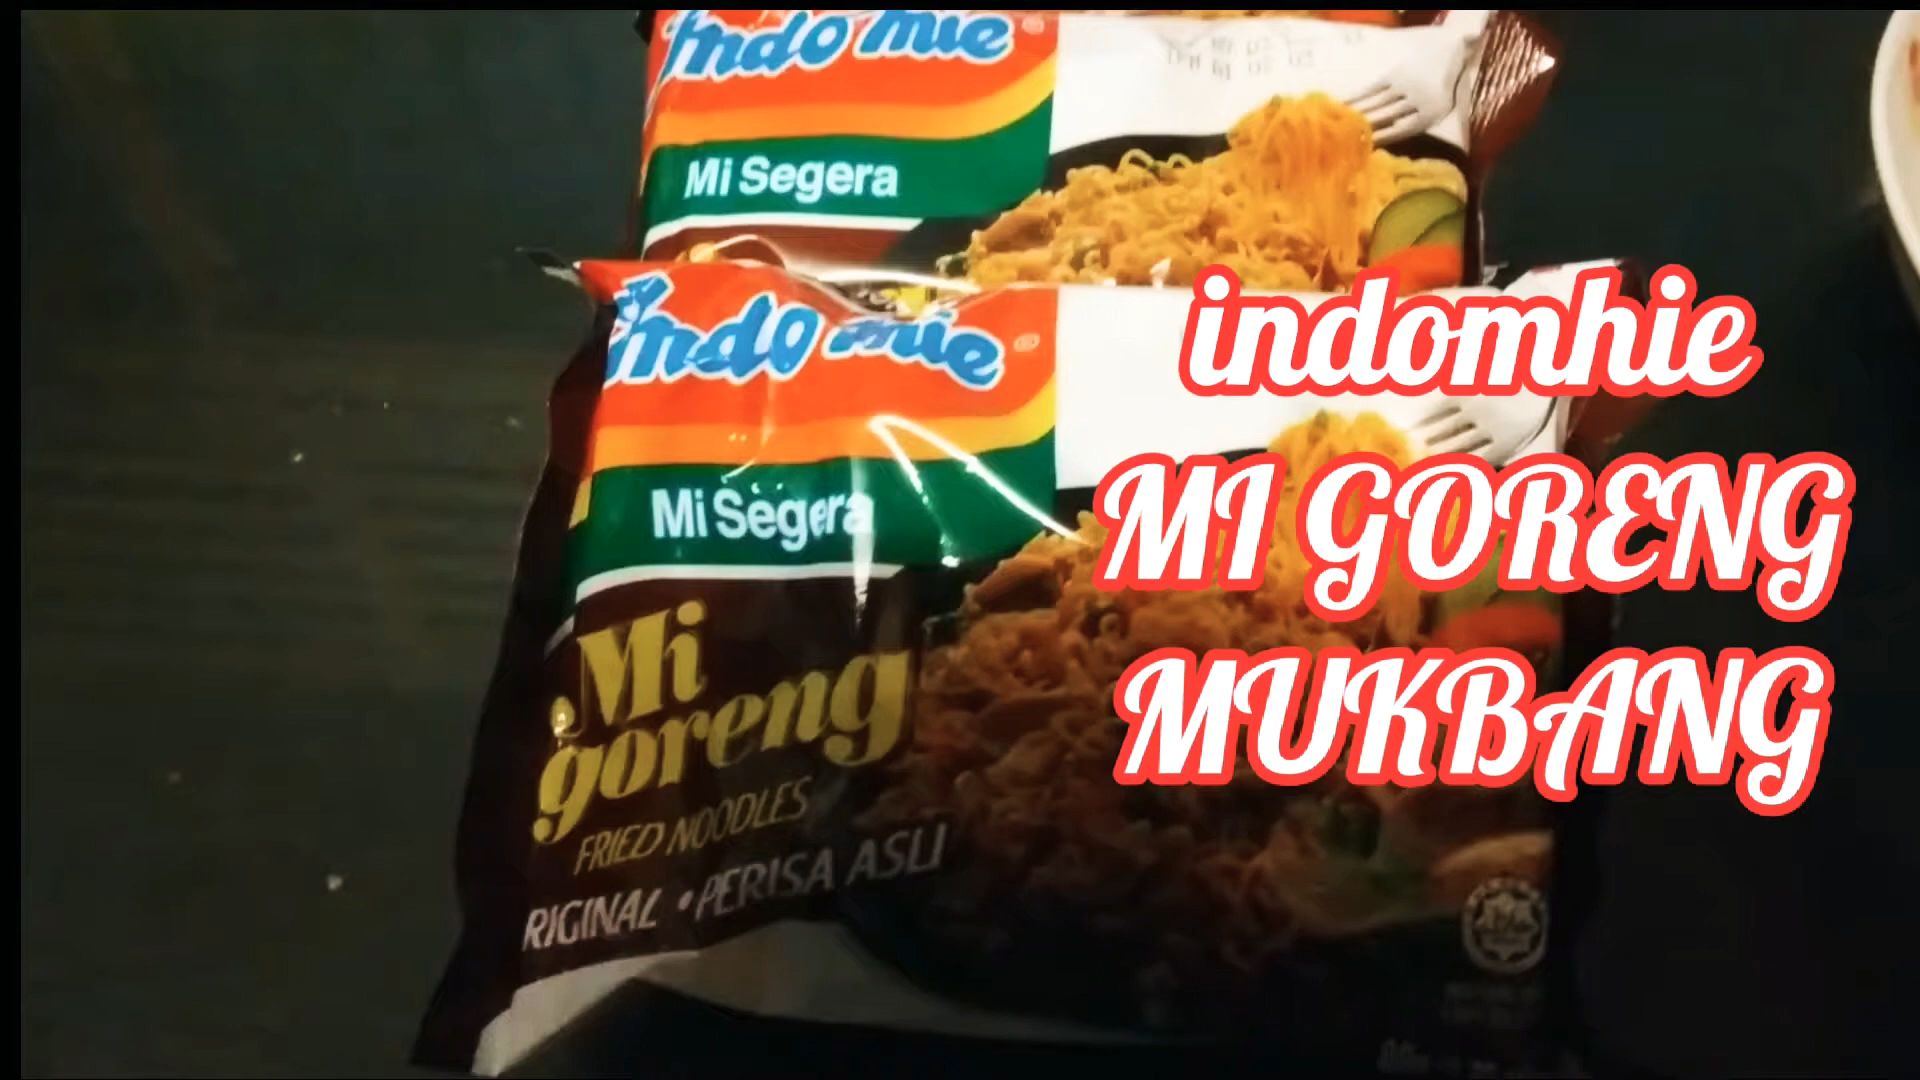 Indomie
Mi Segera
Indomie
Mi Segera
indomhie
MI GORENG
MUKBANG
Mi
goreng
FRIED NOODLES
RIGINAL • PERISA ASLI